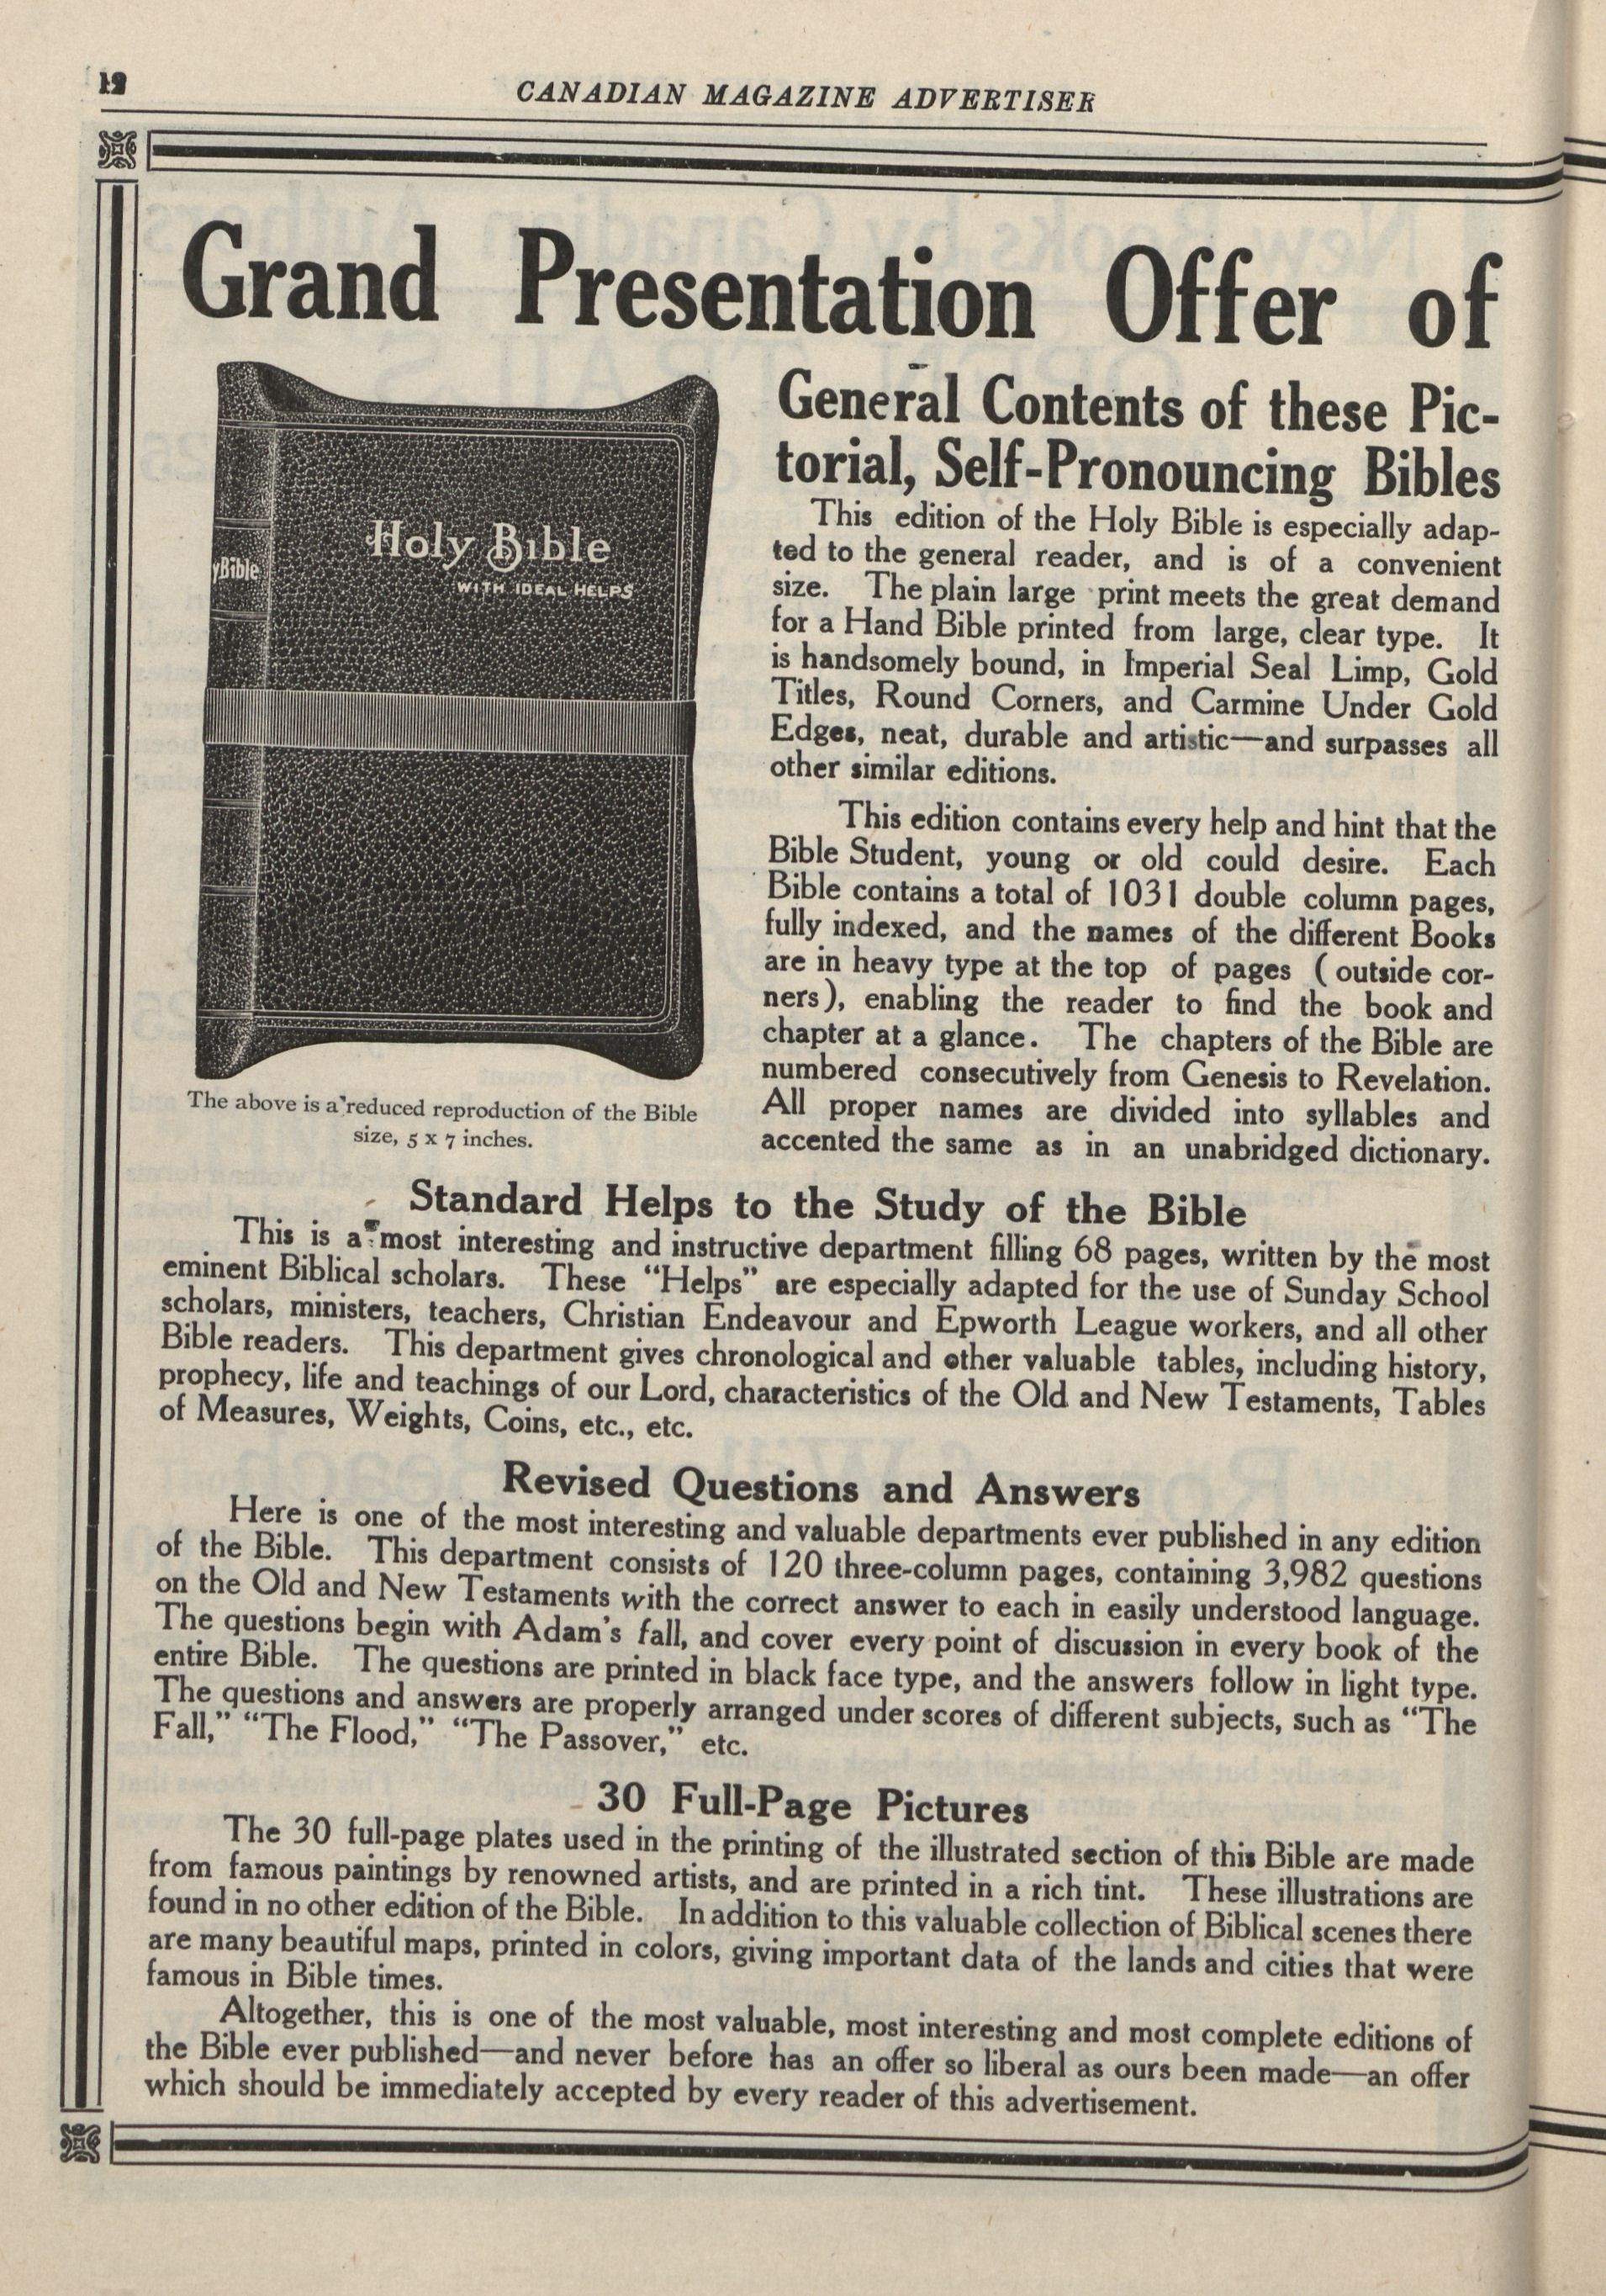 12
CANADIAN MAGAZINE ADVERTISER
Grand Presentation Offer of
Holy Bible
WITH IDEAL HELPS
yBible
The above is a reduced reproduction of the Bible
size, 5 x 7 inches.
General Contents of these Pic-
torial, Self-Pronouncing Bibles
This edition of the Holy Bible is especially adap-
ted to the general reader, and is of a convenient
size. The plain large print meets the great demand
for a Hand Bible printed from large, clear type. It
is handsomely bound, in Imperial Seal Limp, Gold
Titles, Round Corners, and Carmine Under Gold
Edges, neat, durable and artistic—and surpasses all
other similar editions.
This edition contains every help and hint that the
Bible Student, young or old could desire. Each
Bible contains a total of 1031 double column pages,
fully indexed, and the names of the different Books
are in heavy type at the top of pages (outside cor-
ners), enabling the reader to find the book and
chapter at a glance. The chapters of the Bible are
numbered consecutively from Genesis to Revelation.
All proper names are divided into syllables and
accented the same as in an unabridged dictionary.
Standard Helps to the Study of the Bible
This is a most interesting and instructive department filling 68 pages, written by the most
eminent Biblical scholars. These “Helps” are especially adapted for the use of Sunday School
scholars, ministers, teachers, Christian Endeavour and Epworth League workers, and all other
Bible readers. This department gives chronological and other valuable tables, including history,
prophecy, life and teachings of our Lord, characteristics of the Old and New Testaments, Tables
of Measures, Weights, Coins, etc., etc.
Revised Questions and Answers
Here is one of the most interesting and valuable departments ever published in any edition
of the Bible. This department consists of 120 three-column pages, containing 3,982 questions
on the Old and New Testaments with the correct answer to each in easily understood language.
The questions begin with Adam's fall, and cover every point of discussion in every book of the
entire Bible. The questions are printed in black face type, and the answers follow in light type.
The questions and answers are properly arranged under scores of different subjects, such as “The
Fall,” “The Flood,” “The Passover,” etc.
30 Full-Page Pictures
The 30 full-page plates used in the printing of the illustrated section of this Bible are made
from famous paintings by renowned artists, and are printed in a rich tint. These illustrations are
found in no other edition of the Bible. In addition to this valuable collection of Biblical scenes there
are many beautiful maps, printed in colors, giving important data of the lands and cities that were
famous in Bible times.
Altogether, this is one of the most valuable, most interesting and most complete editions of
the Bible ever published—and never before has an offer so liberal as ours been made—an offer
which should be immediately accepted by every reader of this advertisement.